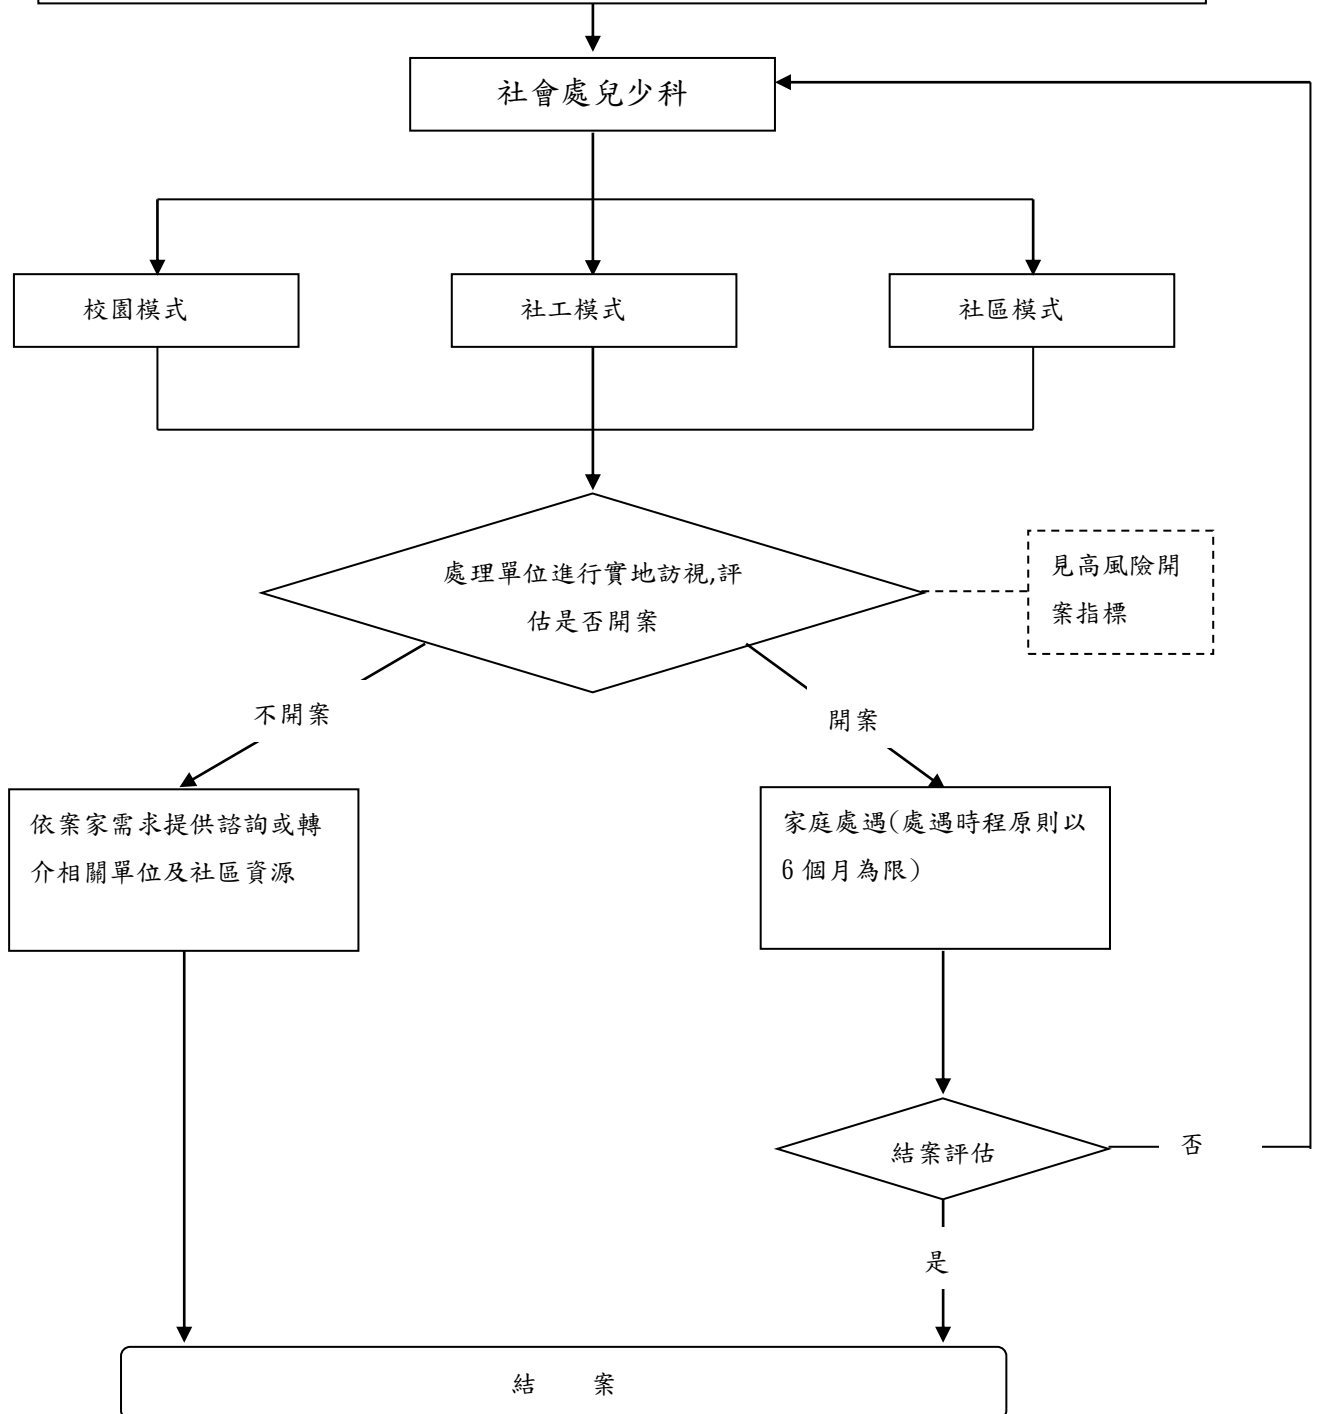 社會處兒少科
校園模式
社工模式
社區模式
處理單位進行實地訪視,評
估是否開案
見高風險開
案指標
不開案
開案
依案家需求提供諮詢或轉
介相關單位及社區資源
家庭處遇(處遇時程原則以
6 個月為限)
結案評估
否
是
結 案